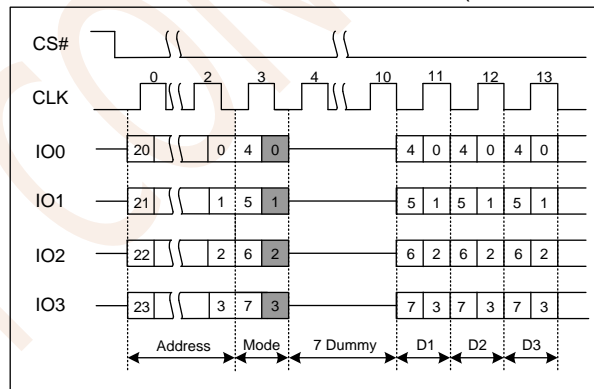 CS#
0 2 3 4 10 11 12 13
CLK
IO0 20 0 4 0 4 0 4 0 4 0
IO1 21 1 5 1 5 1 5 1 5 1
IO2 22 2 6 2 6 2 6 2 6 2
IO3 23 3 7 3 7 3 7 3 7 3
Address Mode 7 Dummy D1 D2 D3